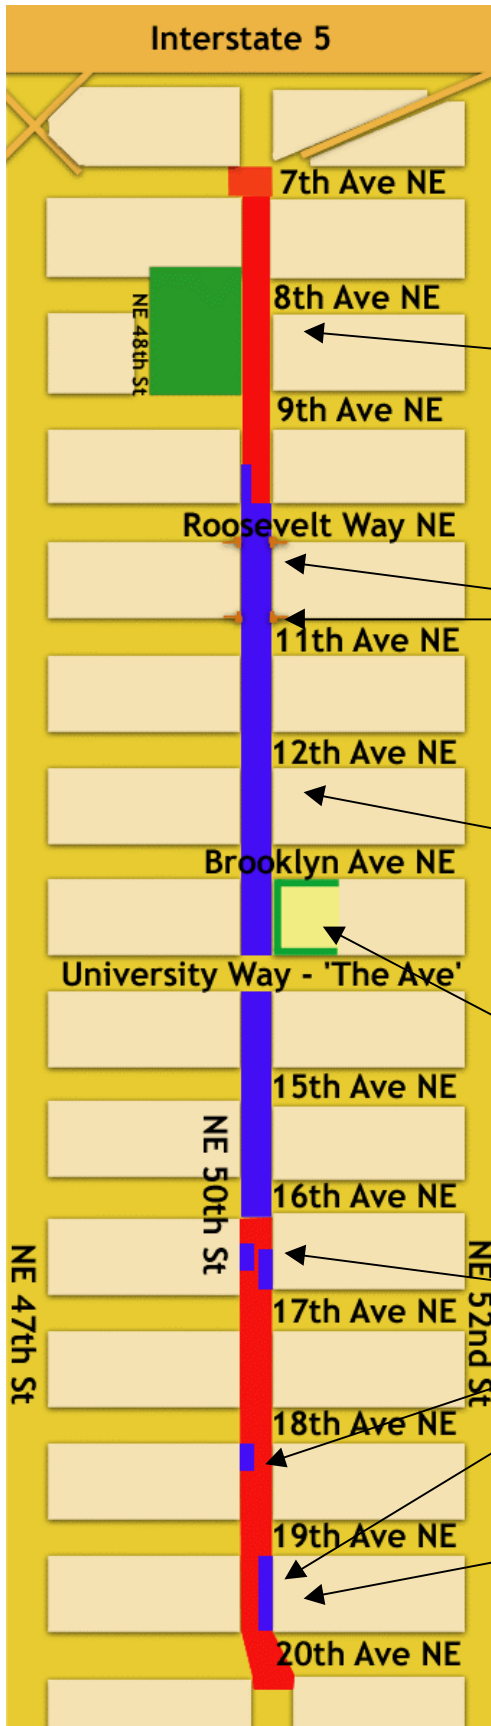 Interstate 5
7th Ave NE
8th Ave NE
NE 48th St
9th Ave NE
Roosevelt Way NE
11th Ave NE
12th Ave NE
Brooklyn Ave NE
University Way - 'The Ave'
15th Ave NE
NE 50th St
16th Ave NE
NE 47th St
NE 52nd St
17th Ave NE
18th Ave NE
19th Ave NE
20th Ave NE